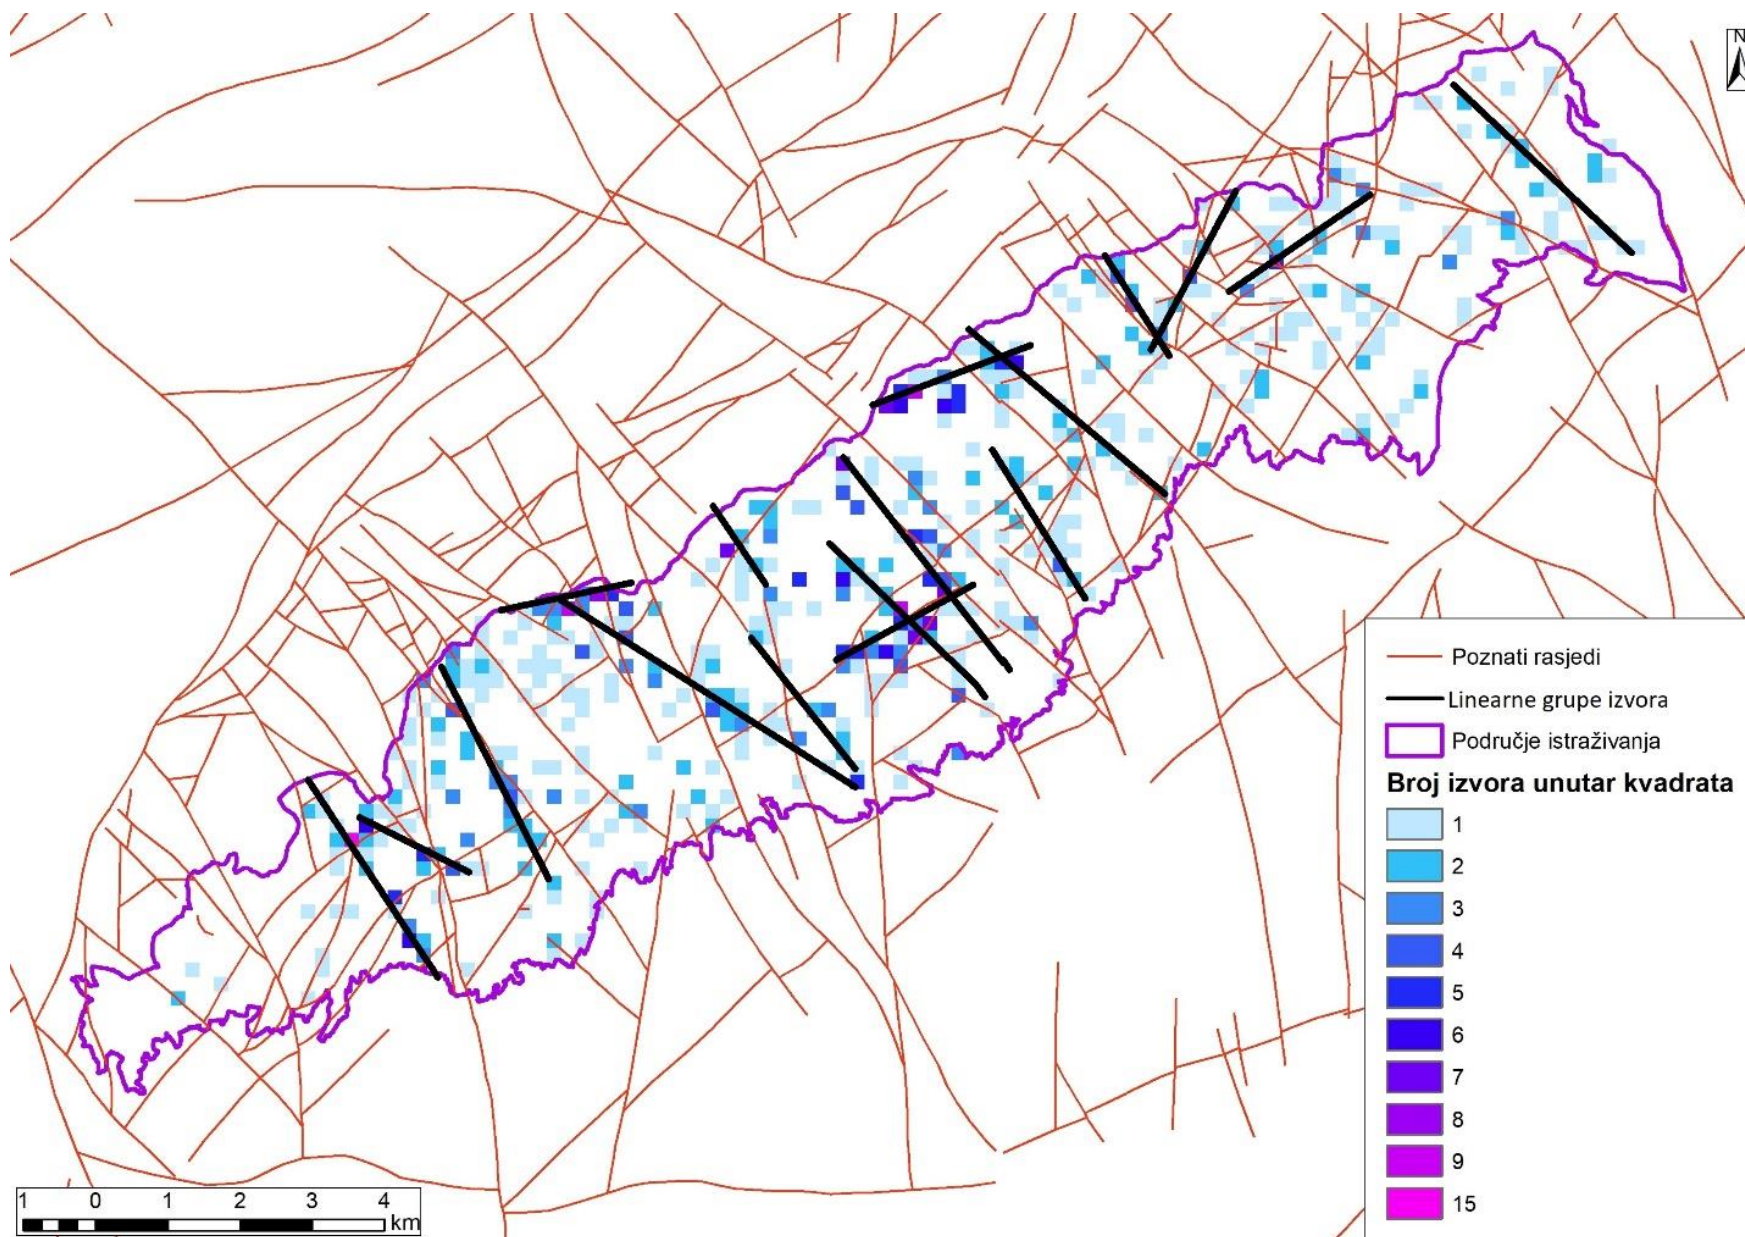 N
Poznati rasjedi
Linearne grupe izvora
Područje istraživanja
Broj izvora unutar kvadrata
1
2
3
4
5
6
7
8
9
15
1 0 1 2 3 4
km